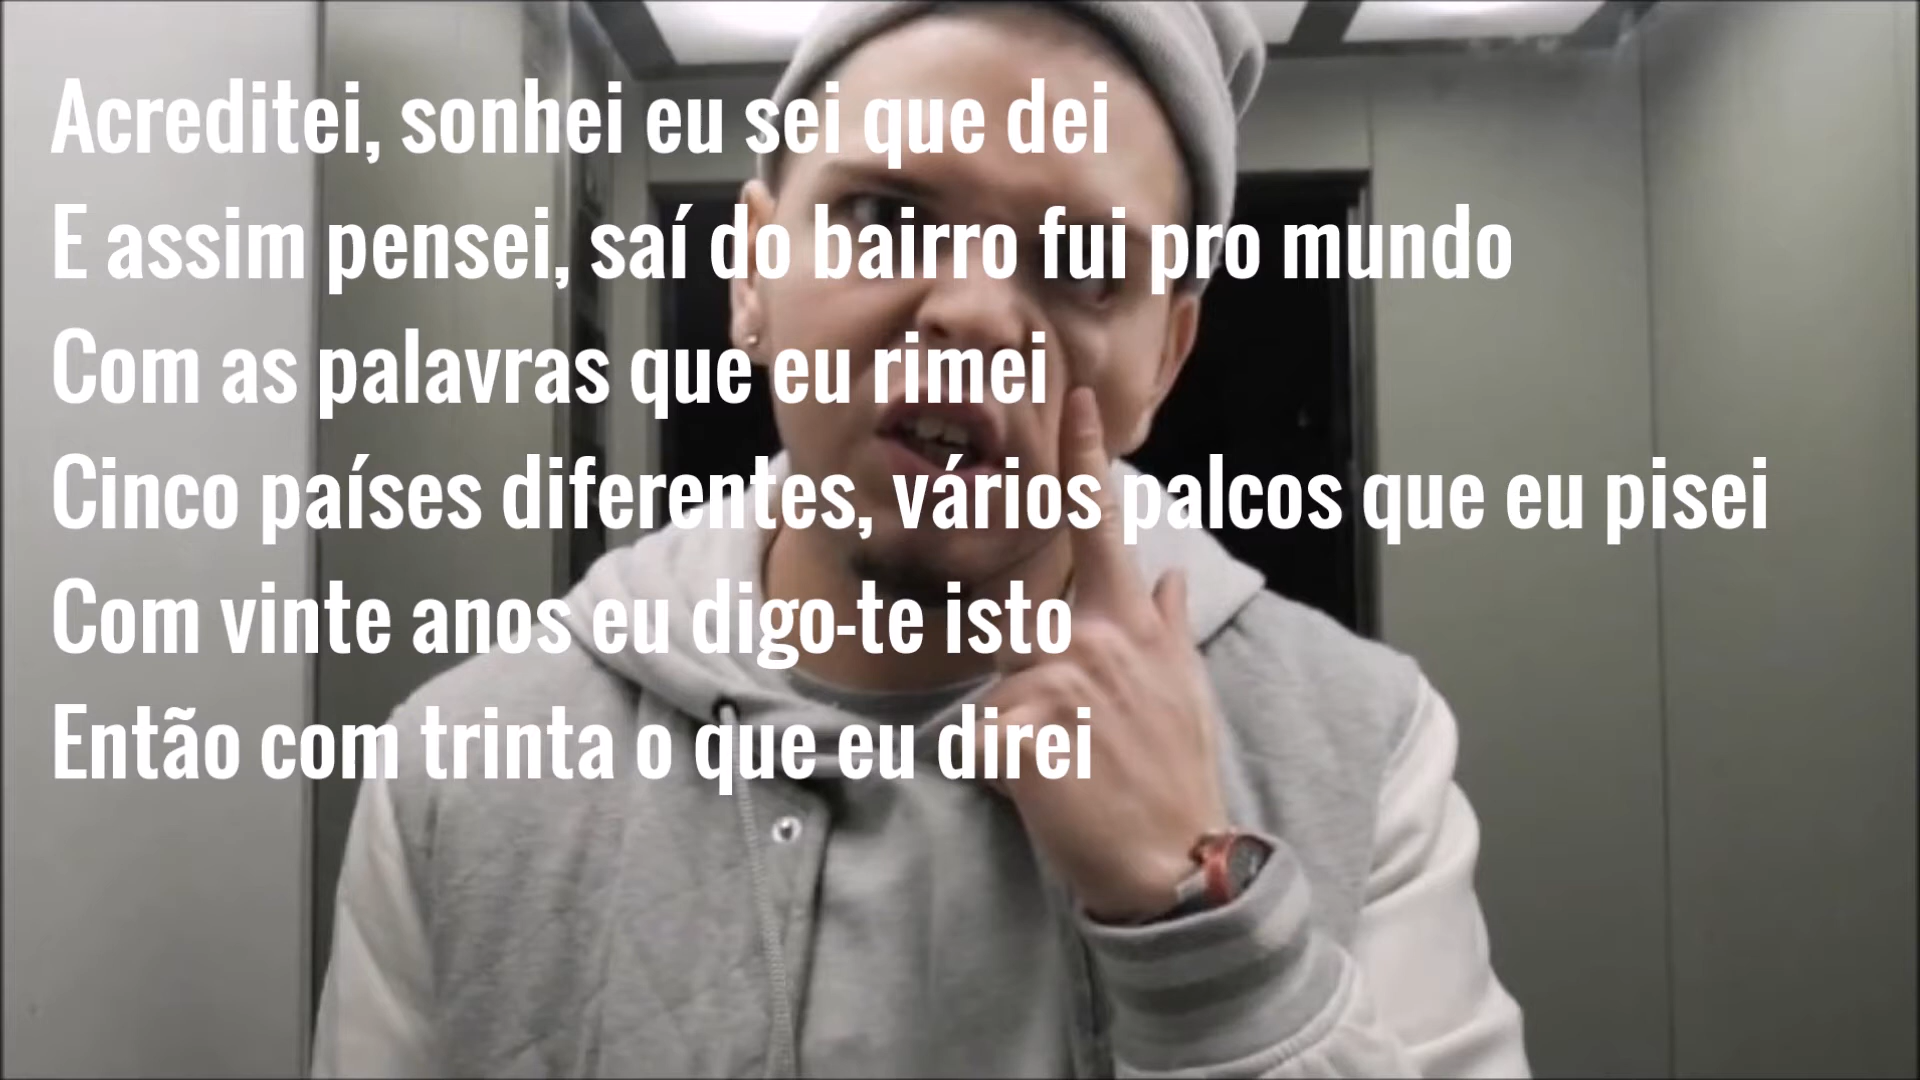 Acreditei, sonhei eu sei que dei
E assim pensei, saí do bairro fui pro mundo
Com as palavras que eu rimei
Cinco países diferentes, vários palcos que eu pisei
Com vinte anos eu digo-te isto
Então com trinta o que eu direi